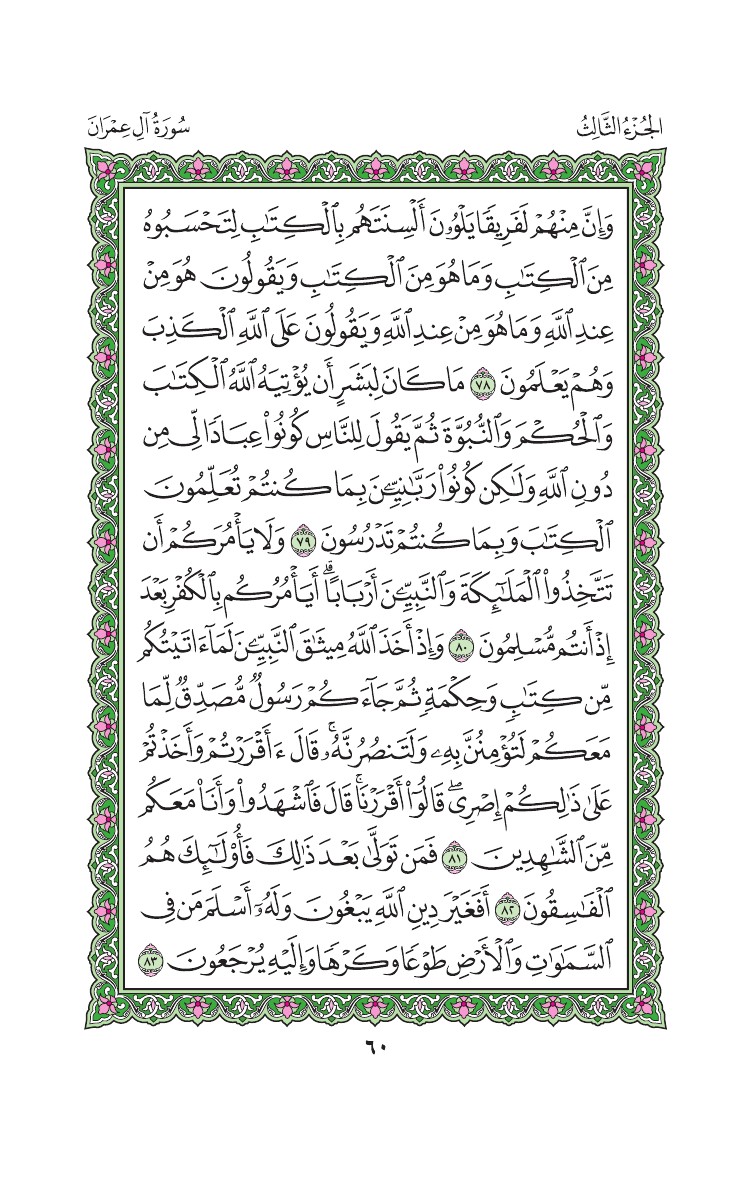 الجُزْءُ الثَّالِثُ
سُورَةُ آلِ عِمْرَانَ
وَإِنَّ مِنْهُمْ لَفَرِيقًا يَلْوُۥنَ أَلْسِنَتَهُم بِٱلْكِتَٰبِ لِتَحْسَبُوهُ
مِنَ ٱلْكِتَٰبِ وَمَا هُوَ مِنَ ٱلْكِتَٰبِ وَيَقُولُونَ هُوَ مِنْ
عِندِ ٱللَّهِ وَمَا هُوَ مِنْ عِندِ ٱللَّهِ وَيَقُولُونَ عَلَى ٱللَّهِ ٱلْكَذِبَ
وَهُمْ يَعْلَمُونَ ٧٨ مَا كَانَ لِبَشَرٍ أَن يُؤْتِيَهُ ٱللَّهُ ٱلْكِتَٰبَ
وَٱلْحُكْمَ وَٱلنُّبُوَّةَ ثُمَّ يَقُولَ لِلنَّاسِ كُونُوا۟ عِبَادًا لِّى مِن
دُونِ ٱللَّهِ وَلَٰكِن كُونُوا۟ رَبَّٰنِيِّۦنَ بِمَا كُنتُمْ تُعَلِّمُونَ
ٱلْكِتَٰبَ وَبِمَا كُنتُمْ تَدْرُسُونَ ٧٩ وَلَا يَأْمُرَكُمْ أَن
تَتَّخِذُوا۟ ٱلْمَلَٰٓئِكَةَ وَٱلنَّبِيِّۦنَ أَرْبَابًا ۗ أَيَأْمُرُكُم بِٱلْكُفْرِ بَعْدَ
إِذْ أَنتُم مُّسْلِمُونَ ٨٠ وَإِذْ أَخَذَ ٱللَّهُ مِيثَٰقَ ٱلنَّبِيِّۦنَ لَمَآ ءَاتَيْتُكُم
مِّن كِتَٰبٍ وَحِكْمَةٍ ثُمَّ جَآءَكُمْ رَسُولٌ مُّصَدِّقٌ لِّمَا
مَعَكُمْ لَتُؤْمِنُنَّ بِهِۦ وَلَتَنصُرُنَّهُۥ ۚ قَالَ ءَأَقْرَرْتُمْ وَأَخَذْتُمْ
عَلَىٰ ذَٰلِكُمْ إِصْرِى ۖ قَالُوٓا۟ أَقْرَرْنَا ۚ قَالَ فَٱشْهَدُوا۟ وَأَنَا۠ مَعَكُم
مِّنَ ٱلشَّٰهِدِينَ ٨١ فَمَن تَوَلَّىٰ بَعْدَ ذَٰلِكَ فَأُو۟لَٰٓئِكَ هُمُ
ٱلْفَٰسِقُونَ ٨٢ أَفَغَيْرَ دِينِ ٱللَّهِ يَبْغُونَ وَلَهُۥٓ أَسْلَمَ مَن فِى
ٱلسَّمَٰوَٰتِ وَٱلْأَرْضِ طَوْعًا وَكَرْهًا وَإِلَيْهِ يُرْجَعُونَ ٨٣
٦٠